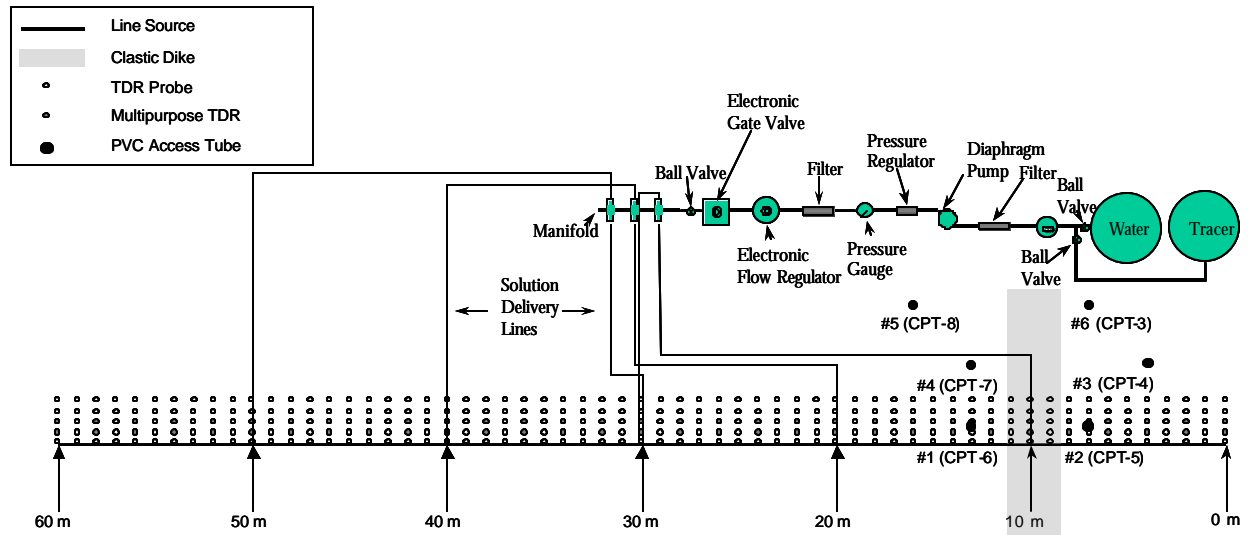 Line Source
Clastic Dike
TDR Probe
Multipurpose TDR
PVC Access Tube
Electronic
Gate Valve
Ball Valve
Filter
Pressure
Regulator
Diaphragm
Pump
Filter
Ball
Valve
Manifold
Electronic
Flow Regulator
Pressure
Gauge
Ball
Valve
Water
Tracer
Solution
Delivery
Lines
#5 (CPT-8)
#6 (CPT-3)
#4 (CPT-7)
#3 (CPT-4)
#1 (CPT-6)
#2 (CPT-5)
60 m
50 m
40 m
30 m
20 m
10 m
0 m